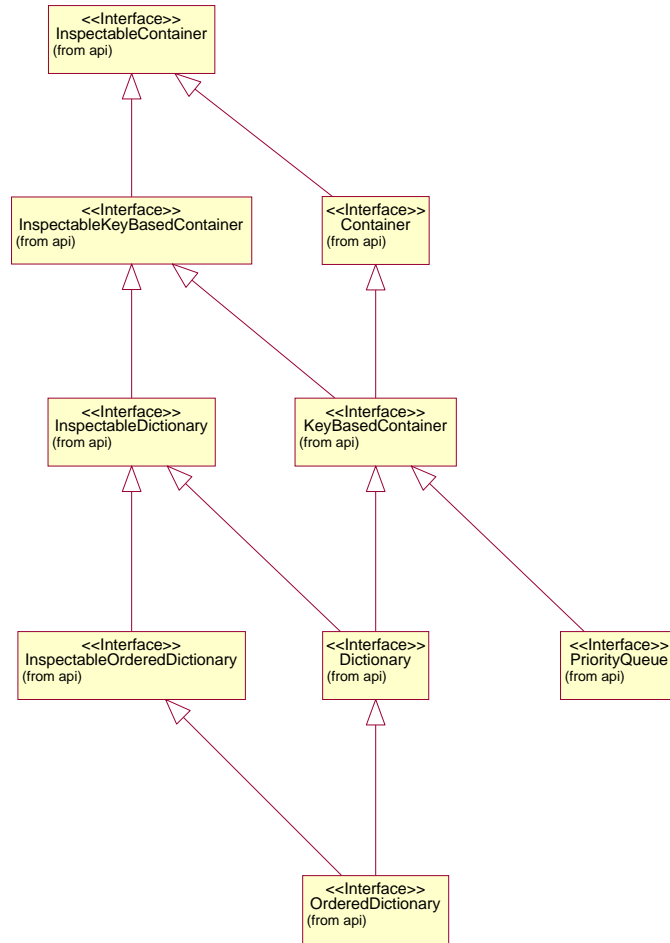 <<Interface>>
InspectableContainer
(from api)
<<Interface>>
InspectableKeyBasedContainer
(from api)
<<Interface>>
Container
(from api)
<<Interface>>
InspectableDictionary
(from api)
<<Interface>>
KeyBasedContainer
(from api)
<<Interface>>
InspectableOrderedDictionary
(from api)
<<Interface>>
Dictionary
(from api)
<<Interface>>
PriorityQueue
(from api)
<<Interface>>
OrderedDictionary
(from api)